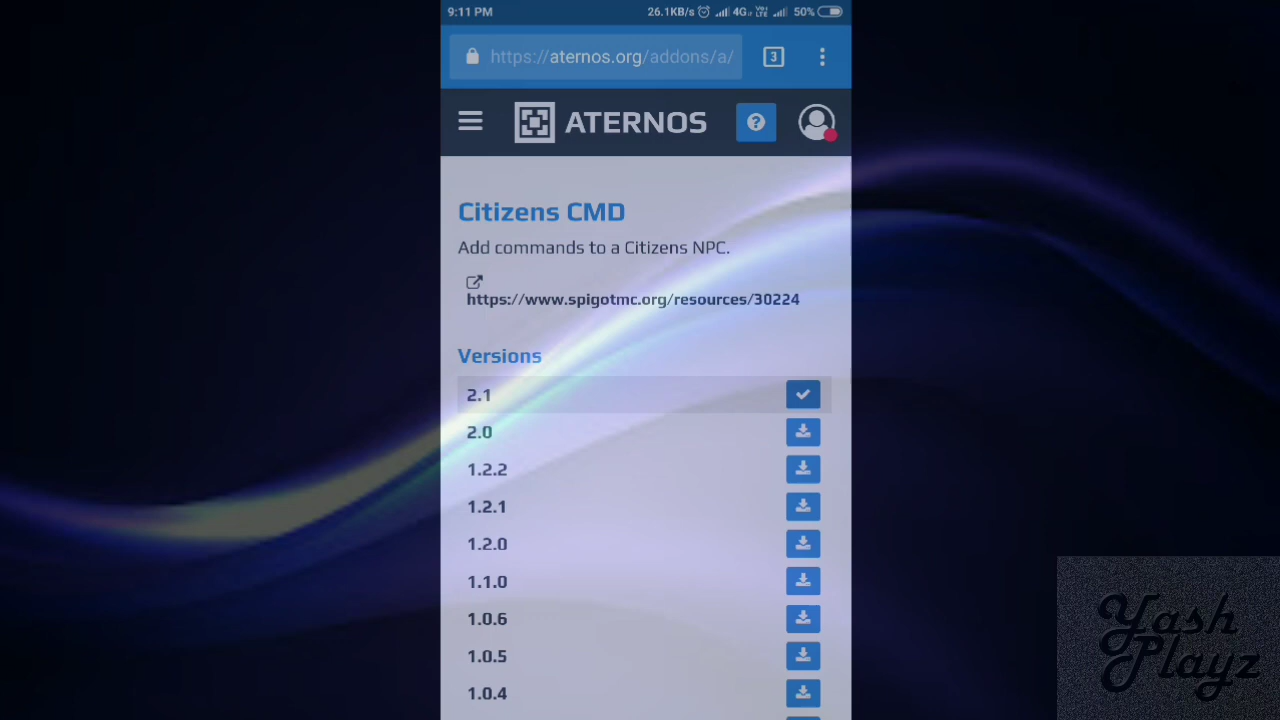 9:11 PM 26.1KB/s 4G VoLTE 50%
https://aternos.org/addons/a/ 3
ATERNOS ?
Citizens CMD
Add commands to a Citizens NPC.
https://www.spigotmc.org/resources/30224
Versions
2.1
2.0
1.2.2
1.2.1
1.2.0
1.1.0
1.0.6
1.0.5
1.0.4
Yash
Playz